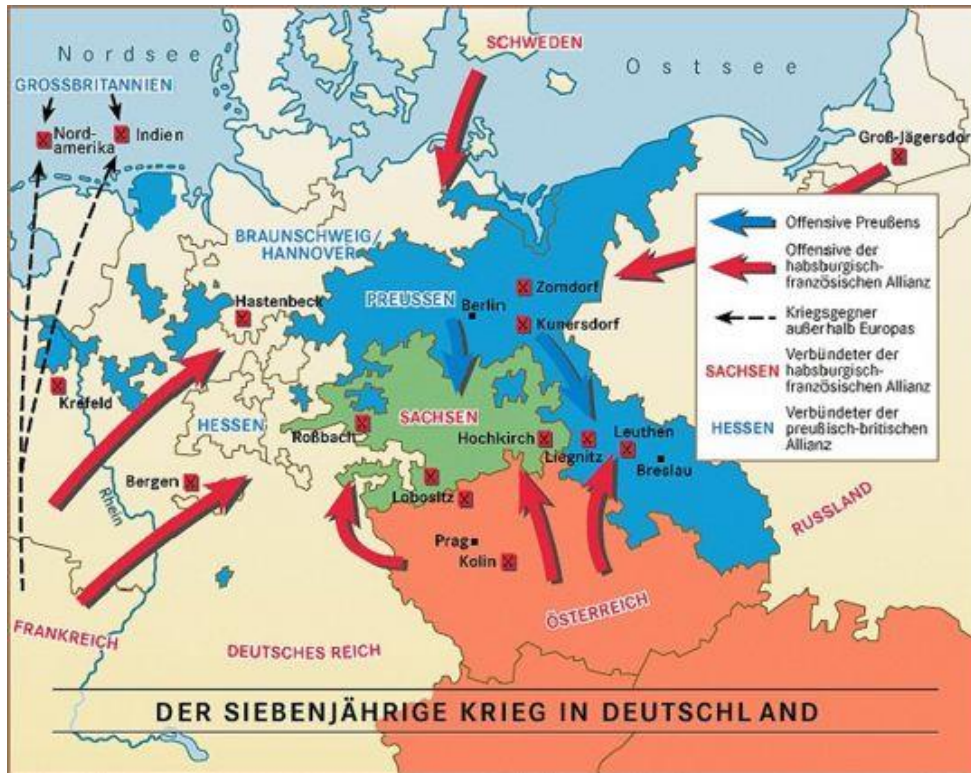 Nordsee
SCHWEDEN
Ostsee
GROSSBRITANNIEN
Nord-
amerika
Indien
Groß-Jägersdorf
BRAUNSCHWEIG/
HANNOVER
PREUSSEN
Hastenbeck
Berlin
Zorndorf
Kunersdorf
Krefeld
HESSEN
Roßbach
SACHSEN
Hochkirch
Liegnitz
Leuthen
Breslau
Bergen
Lobositz
Rhein
Prag
Kolin
RUSSLAND
FRANKREICH
DEUTSCHES REICH
ÖSTERREICH
Offensive Preußens
Offensive der
habsburgisch-
französischen Allianz
Kriegsgegner
außerhalb Europas
SACHSEN
Verbündeter der
habsburgisch-
französischen Allianz
HESSEN
Verbündeter der
preußisch-britischen
Allianz
DER SIEBENJÄHRIGE KRIEG IN DEUTSCHLAND